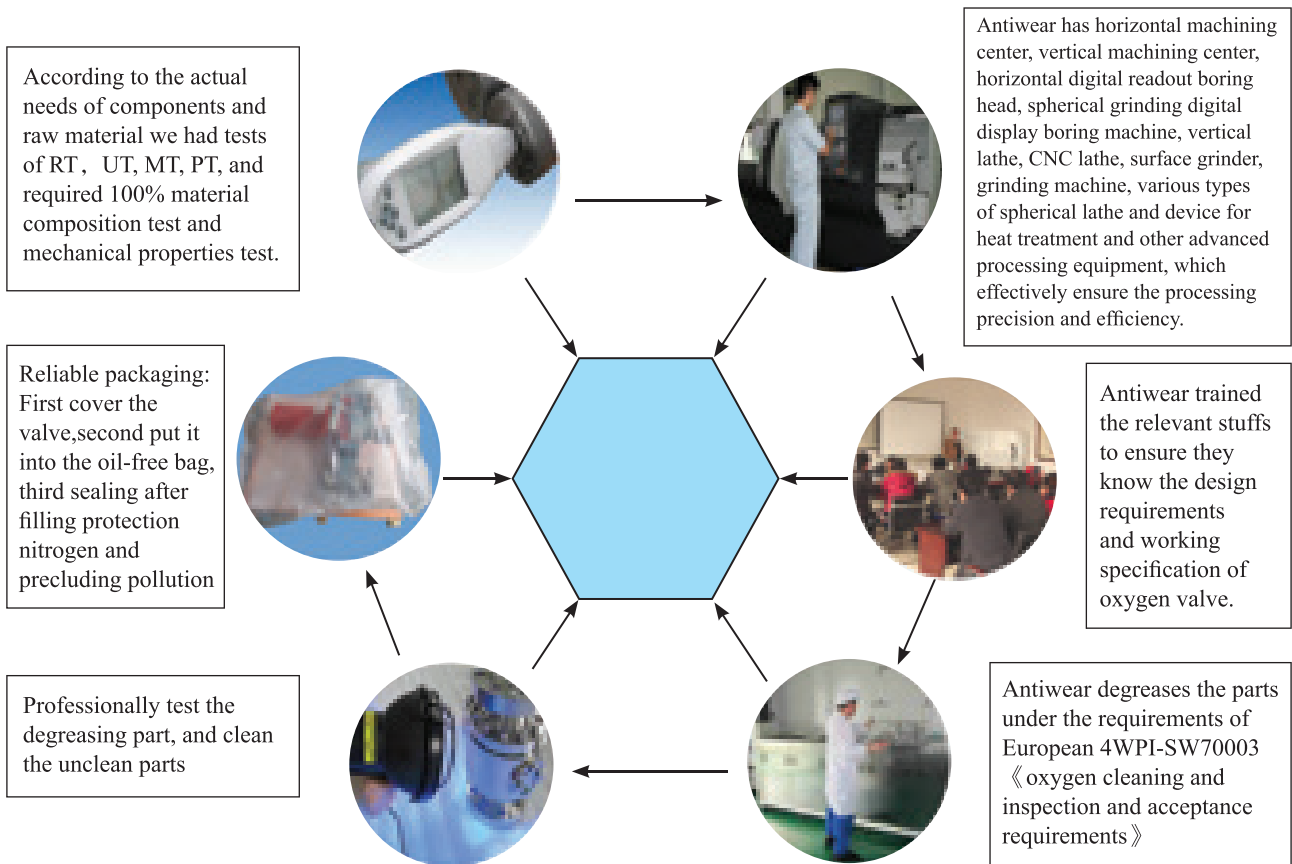 According to the actual
needs of components and
raw material we had tests
of RT，UT, MT, PT, and
required 100% material
composition test and
mechanical properties test.
Antiwear has horizontal machining
center, vertical machining center,
horizontal digital readout boring
head, spherical grinding digital
display boring machine, vertical
lathe, CNC lathe, surface grinder,
grinding machine, various types
of spherical lathe and device for
heat treatment and other advanced
processing equipment, which
effectively ensure the processing
precision and efficiency.
Reliable packaging:
First cover the
valve,second put it
into the oil-free bag,
third sealing after
filling protection
nitrogen and
precluding pollution
Antiwear trained
the relevant stuffs
to ensure they
know the design
requirements
and working
specification of
oxygen valve.
Professionally test the
degreasing part, and clean
the unclean parts
Antiwear degreases the parts
under the requirements of
European 4WPI-SW70003
《oxygen cleaning and
inspection and acceptance
requirements》